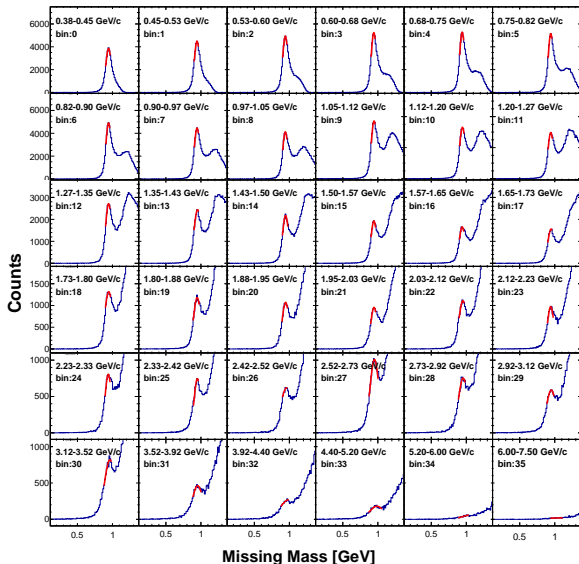 0.38-0.45 GeV/c 0.45-0.53 GeV/c 0.53-0.60 GeV/c 0.60-0.68 GeV/c 0.68-0.75 GeV/c 0.75-0.82 GeV/c
bin:0 bin:1 bin:2 bin:3 bin:4 bin:5
6000
4000
2000
0
0.82-0.90 GeV/c 0.90-0.97 GeV/c 0.97-1.05 GeV/c 1.05-1.12 GeV/c 1.12-1.20 GeV/c 1.20-1.27 GeV/c
bin:6 bin:7 bin:8 bin:9 bin:10 bin:11
6000
4000
2000
0
1.27-1.35 GeV/c 1.35-1.43 GeV/c 1.43-1.50 GeV/c 1.50-1.57 GeV/c 1.57-1.65 GeV/c 1.65-1.73 GeV/c
bin:12 bin:13 bin:14 bin:15 bin:16 bin:17
3000
2000
1000
0
1.73-1.80 GeV/c 1.80-1.88 GeV/c 1.88-1.95 GeV/c 1.95-2.03 GeV/c 2.03-2.12 GeV/c 2.12-2.23 GeV/c
bin:18 bin:19 bin:20 bin:21 bin:22 bin:23
1500
1000
500
0
2.23-2.33 GeV/c 2.33-2.42 GeV/c 2.42-2.52 GeV/c 2.52-2.73 GeV/c 2.73-2.92 GeV/c 2.92-3.12 GeV/c
bin:24 bin:25 bin:26 bin:27 bin:28 bin:29
1000
500
0
3.12-3.52 GeV/c 3.52-3.92 GeV/c 3.92-4.40 GeV/c 4.40-5.20 GeV/c 5.20-6.00 GeV/c 6.00-7.50 GeV/c
bin:30 bin:31 bin:32 bin:33 bin:34 bin:35
1000
500
0
0.5 1 0.5 1 0.5 1 0.5 1 0.5 1 0.5 1
Counts
Missing Mass [GeV]